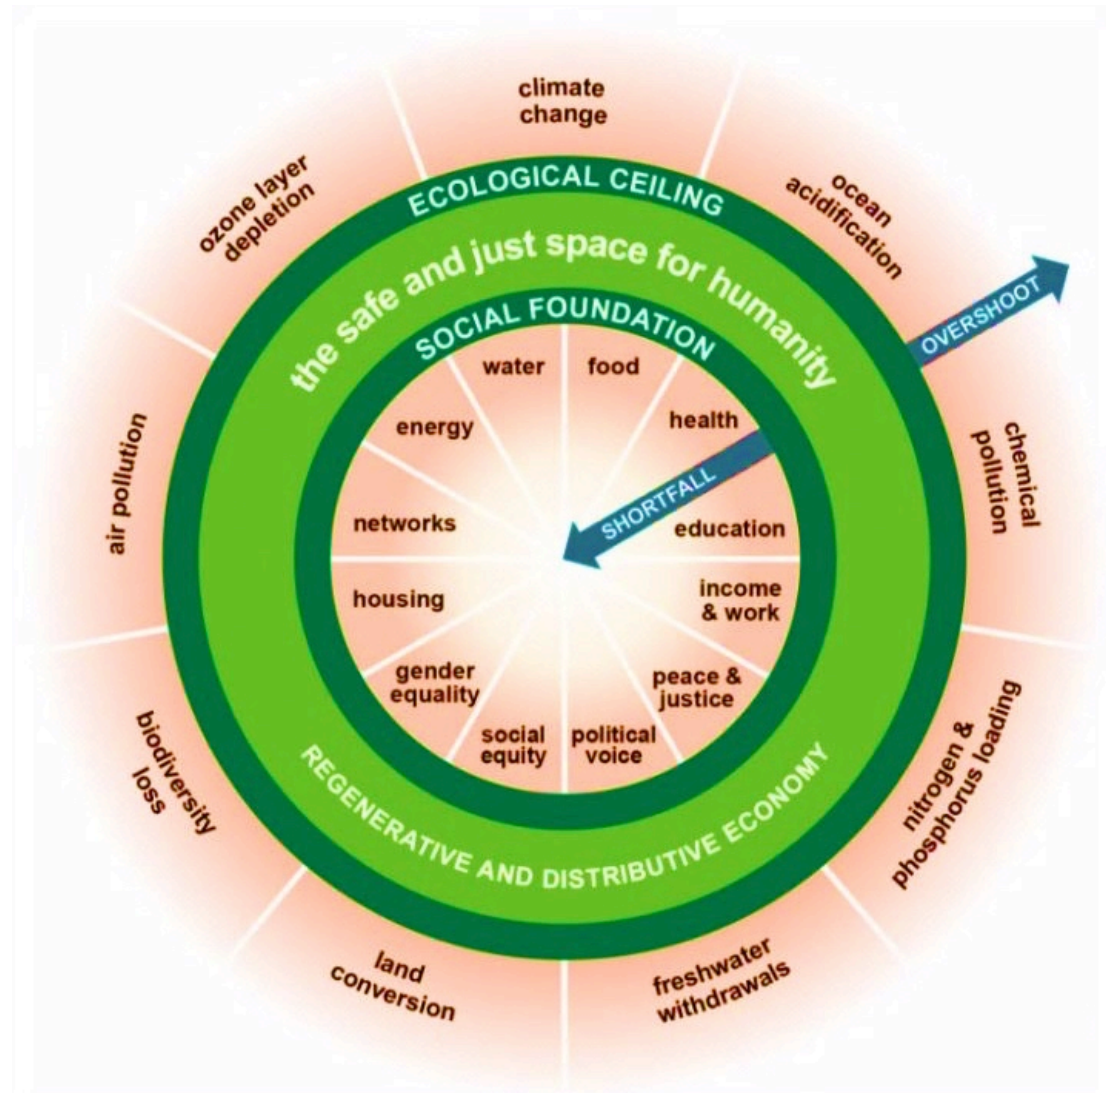 climate
change
ozone layer
depletion
ocean
acidification
ECOLOGICAL CEILING
the safe and just space for humanity
OVERSHOOT
SOCIAL FOUNDATION
water
food
energy
health
SHORTFALL
networks
education
air pollution
chemical
pollution
housing
income
& work
gender
equality
peace &
justice
social
equity
political
voice
biodiversity
loss
nitrogen &
phosphorus loading
REGENERATIVE AND DISTRIBUTIVE ECONOMY
land
conversion
freshwater
withdrawals